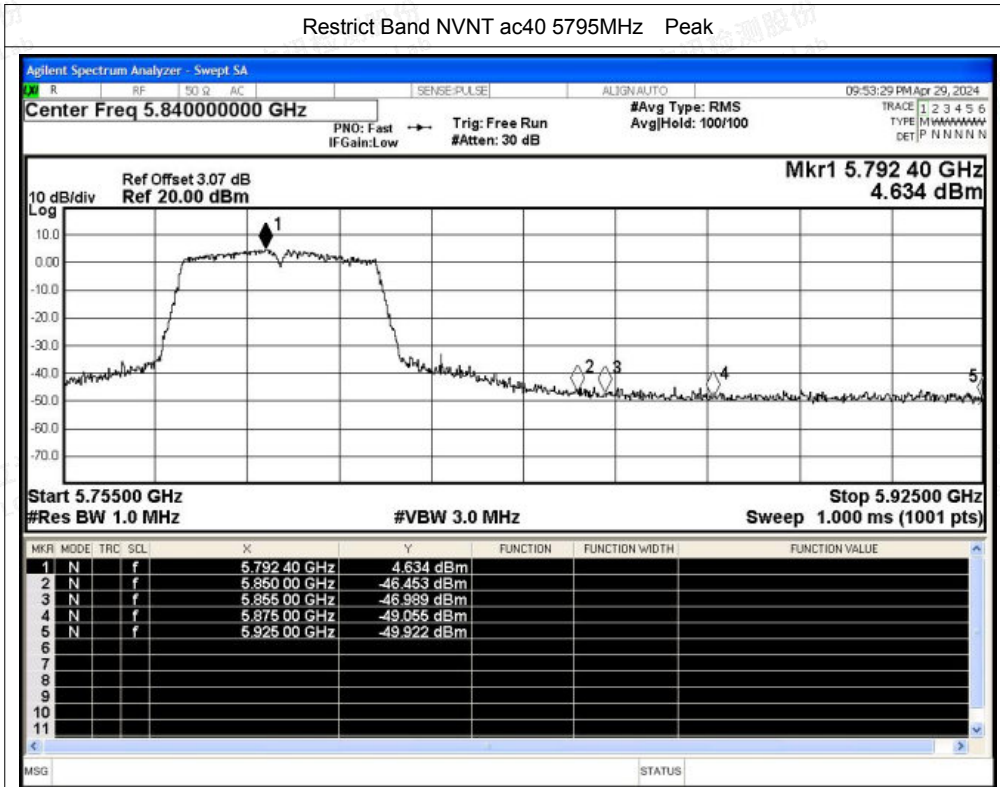 Restrict Band NVNT ac40 5795MHz Peak
Agilent Spectrum Analyzer - Swept SA
R RF 50 Ω AC SENSE:PULSE ALIGN AUTO 09:53:29 PM Apr 29, 2024
Center Freq 5.840000000 GHz #Avg Type: RMS TRACE 1 2 3 4 5 6
PNO: Fast Trig: Free Run Avg|Hold: 100/100 TYPE M
IFGain:Low #Atten: 30 dB DET P N N N N N
Mkr1 5.792 40 GHz
4.634 dBm
Ref Offset 3.07 dB
10 dB/div Ref 20.00 dBm
Log
10.0
0.00
-10.0
-20.0
-30.0
-40.0
-50.0
-60.0
-70.0
1
2 3 4 5
Start 5.75500 GHz Stop 5.92500 GHz
#Res BW 1.0 MHz #VBW 3.0 MHz Sweep 1.000 ms (1001 pts)
MKR MODE TRC SCL X Y FUNCTION FUNCTION WIDTH FUNCTION VALUE
1 N f 5.792 40 GHz 4.634 dBm
2 N f 5.850 00 GHz -46.453 dBm
3 N f 5.855 00 GHz -46.989 dBm
4 N f 5.875 00 GHz -49.055 dBm
5 N f 5.925 00 GHz -49.922 dBm
6
7
8
9
10
11
MSG STATUS